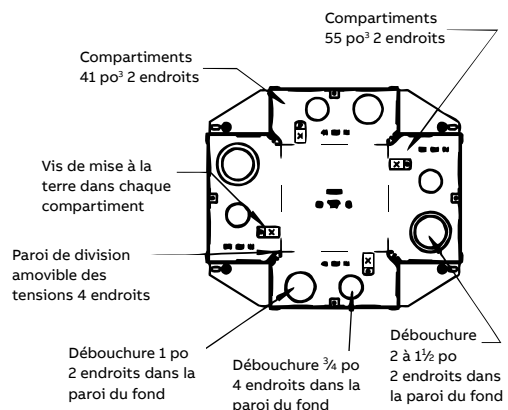 Compartiments
55 po³ 2 endroits
Compartiments
41 po³ 2 endroits
Vis de mise à la
terre dans chaque
compartiment
Paroi de division
amovible des
tensions 4 endroits
Débouchure 1 po
2 endroits dans la
paroi du fond
Débouchure ¾ po
4 endroits dans la
paroi du fond
Débouchure
2 à 1½ po
2 endroits dans
la paroi du fond